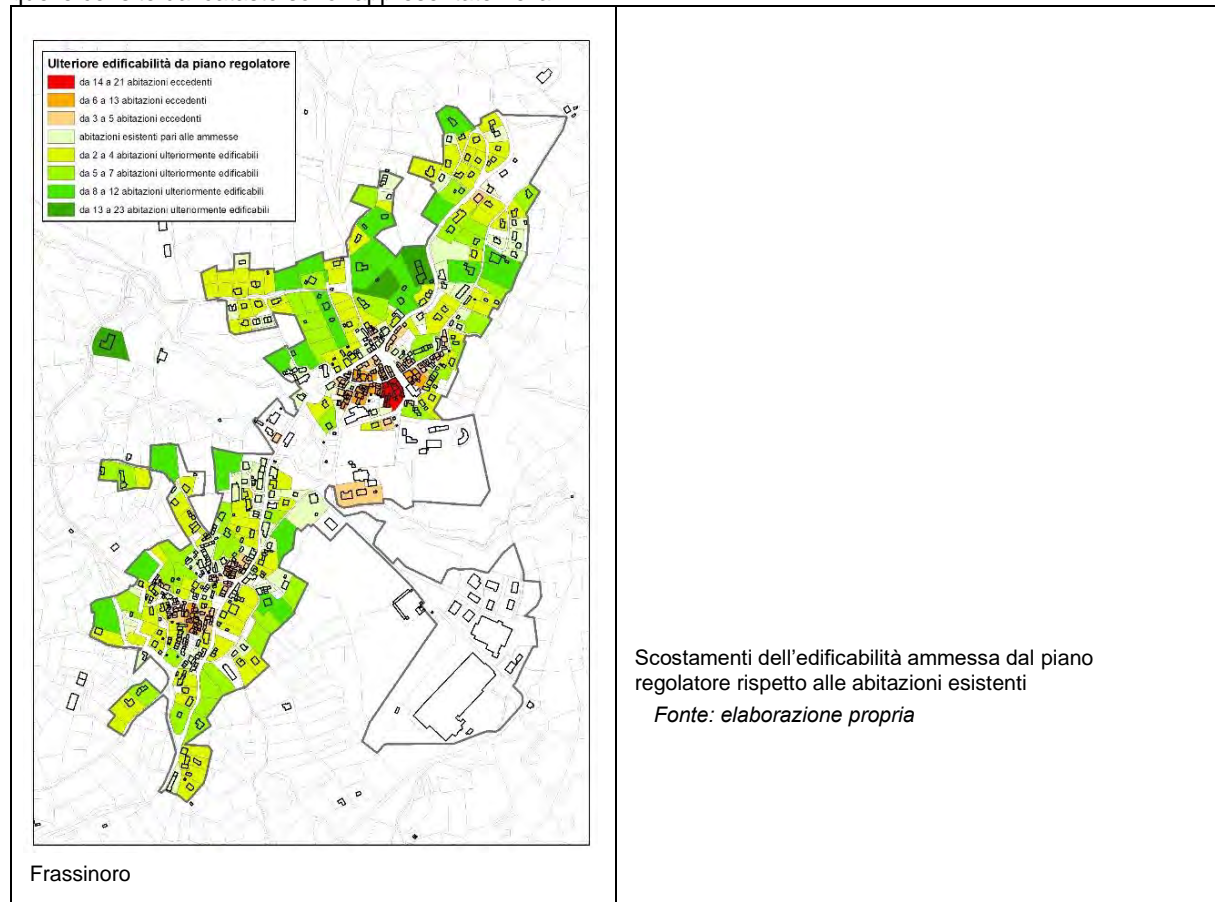 Ulteriore edificabilità da piano regolatore
da 14 a 21 abitazioni eccedenti
da 6 a 13 abitazioni eccedenti
da 3 a 5 abitazioni eccedenti
abitazioni esistenti pari alle ammesse
da 2 a 4 abitazioni ulteriormente edificabili
da 5 a 7 abitazioni ulteriormente edificabili
da 8 a 12 abitazioni ulteriormente edificabili
da 13 a 23 abitazioni ulteriormente edificabili
Scostamenti dell'edificabilità ammessa dal piano
regolatore rispetto alle abitazioni esistenti
Fonte: elaborazione propria
Frassinoro